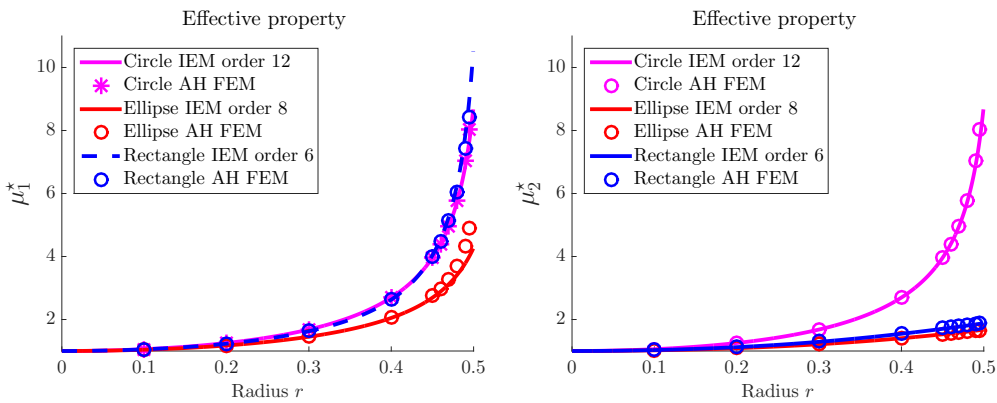 Effective property
Circle IEM order 12
Circle AH FEM
Ellipse IEM order 8
Ellipse AH FEM
Rectangle IEM order 6
Rectangle AH FEM
10
8
6
4
2
0
0.1
0.2
0.3
0.4
0.5
Radius r
μ₁⋆
Effective property
Circle IEM order 12
Circle AH FEM
Ellipse IEM order 8
Ellipse AH FEM
Rectangle IEM order 6
Rectangle AH FEM
10
8
6
4
2
0
0.1
0.2
0.3
0.4
0.5
Radius r
μ₂⋆